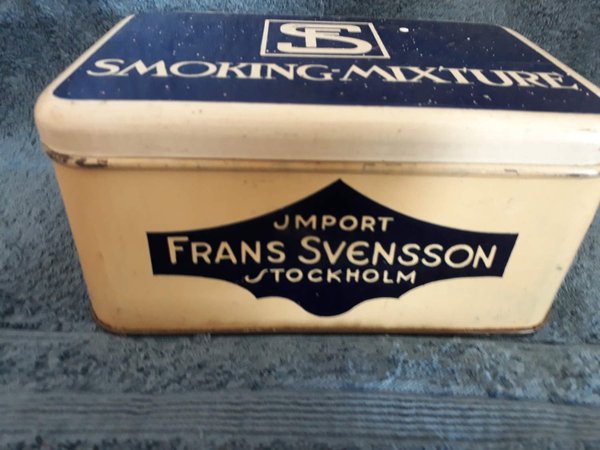 FS
SMOKING-MIXTURE
JMPORT
FRANS SVENSSON
STOCKHOLM